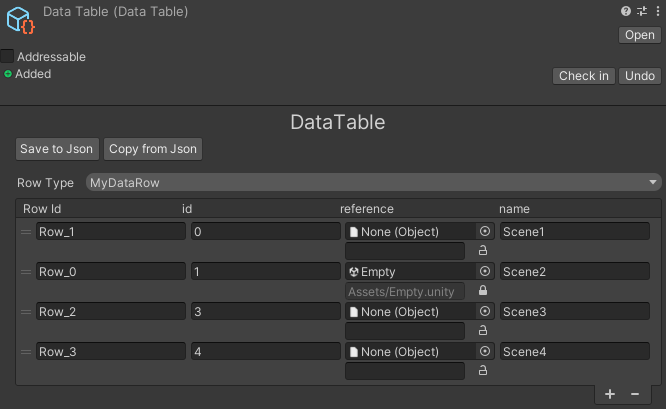 Data Table (Data Table)
Open
Addressable
Added
Check in Undo
DataTable
Save to Json Copy from Json
Row Type MyDataRow
Row Id id reference name
Row_1 0 None (Object) Scene1
Row_0 1 Empty Scene2
Assets/Empty.unity
Row_2 3 None (Object) Scene3
Row_3 4 None (Object) Scene4
+ −